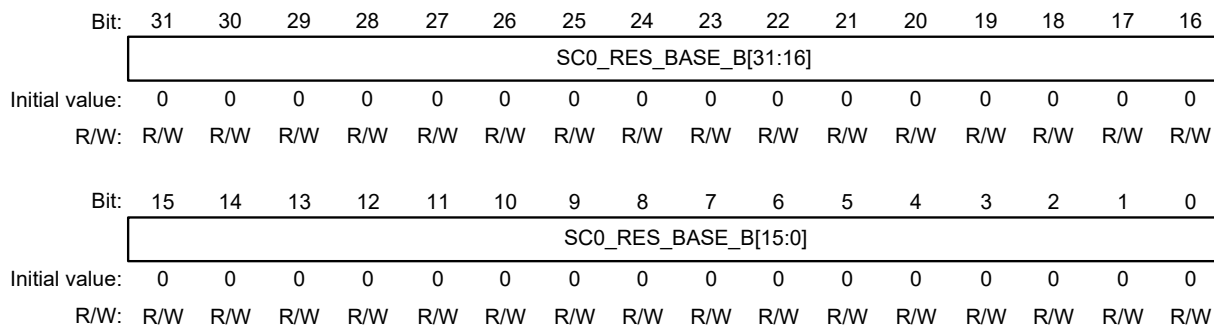 Bit: 31 30 29 28 27 26 25 24 23 22 21 20 19 18 17 16
SC0_RES_BASE_B[31:16]
Initial value: 0 0 0 0 0 0 0 0 0 0 0 0 0 0 0 0
R/W: R/W R/W R/W R/W R/W R/W R/W R/W R/W R/W R/W R/W R/W R/W R/W R/W
Bit: 15 14 13 12 11 10 9 8 7 6 5 4 3 2 1 0
SC0_RES_BASE_B[15:0]
Initial value: 0 0 0 0 0 0 0 0 0 0 0 0 0 0 0 0
R/W: R/W R/W R/W R/W R/W R/W R/W R/W R/W R/W R/W R/W R/W R/W R/W R/W